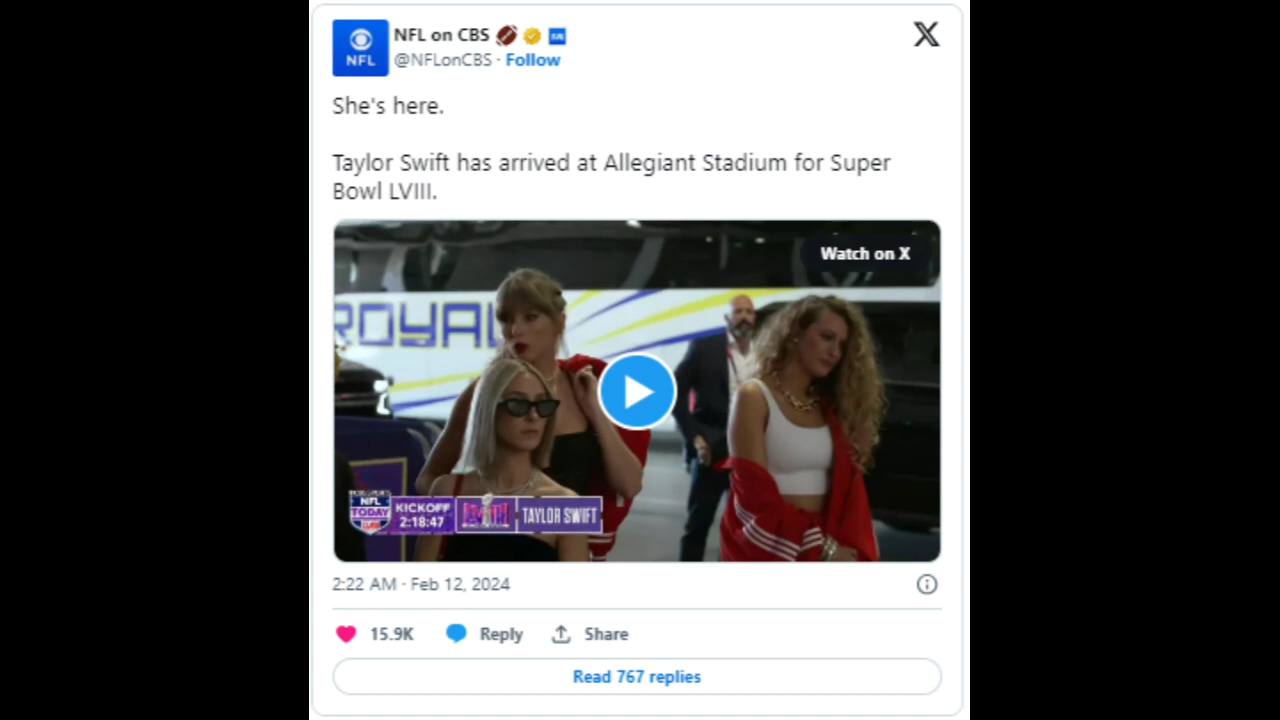 NFL on CBS
@NFLonCBS · Follow
NFL
She's here.
Taylor Swift has arrived at Allegiant Stadium for Super
Bowl LVIII.
Watch on X
ROYAL
NFL
TODAY
KICKOFF
2:18:47
TAYLOR SWIFT
2:22 AM · Feb 12, 2024
15.9K
Reply
Share
Read 767 replies